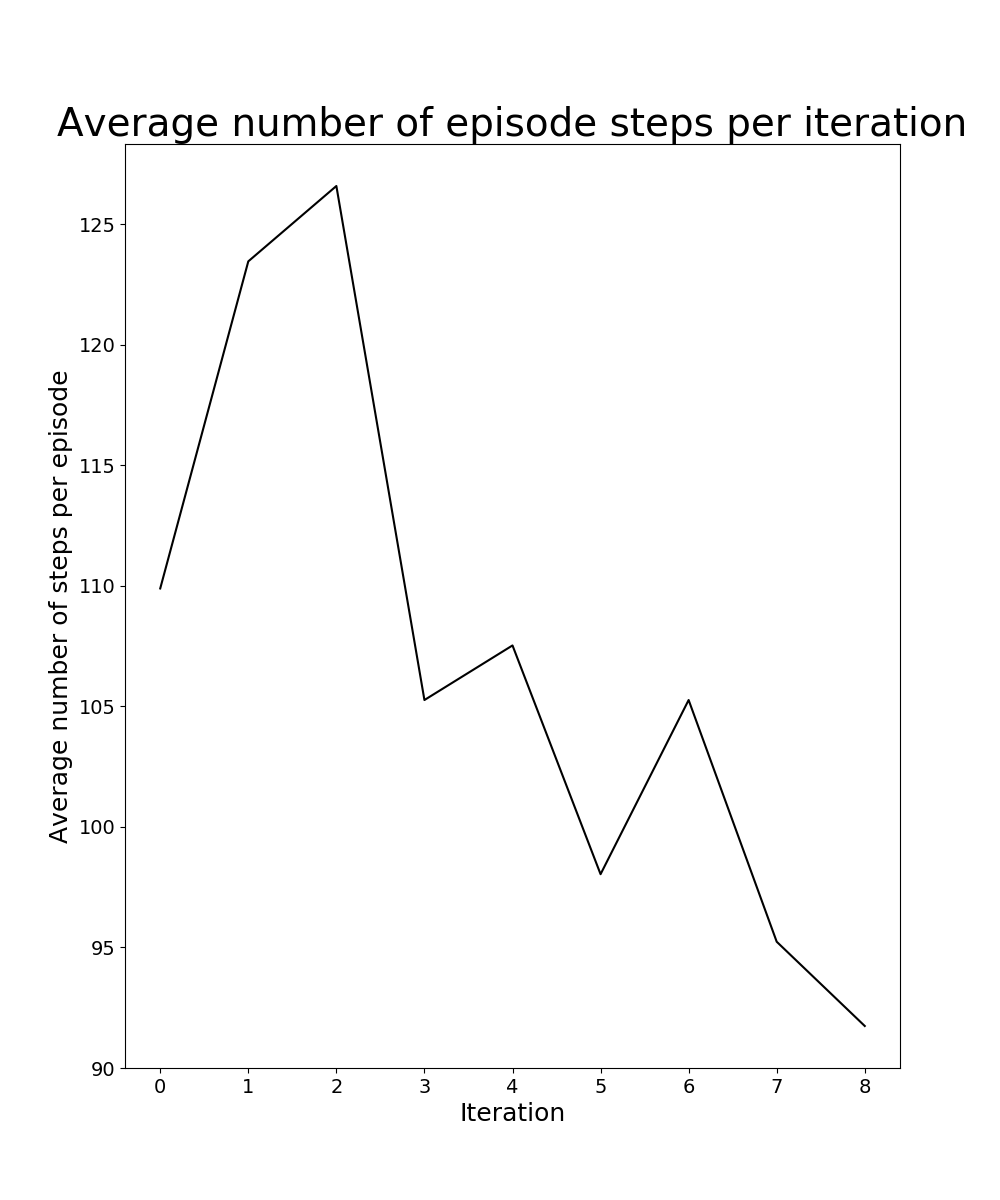 Average number of episode steps per iteration
Average number of steps per episode
125
120
115
110
105
100
95
90
0 1 2 3 4 5 6 7 8
Iteration